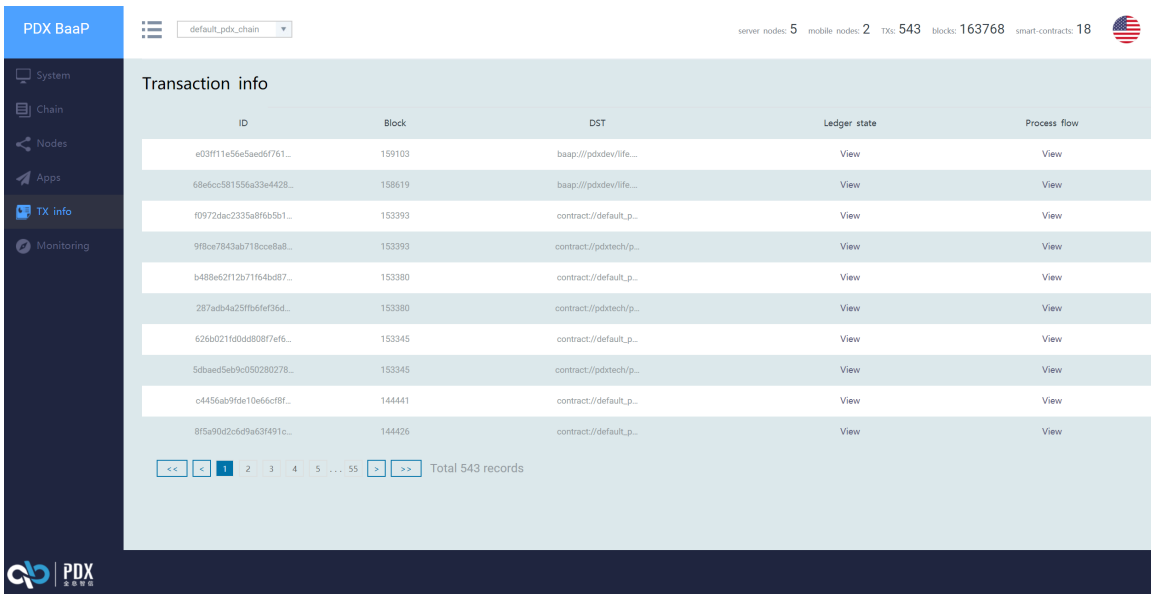 PDX BaaP
default_pdx_chain
server nodes: 5 mobile nodes: 2 TXs: 543 blocks: 163768 smart-contracts: 18
System
Chain
Nodes
Apps
TX info
Monitoring
Transaction info
ID Block DST Ledger state Process flow
e03ff11e56e5aed6f761... 159103 baap:///pdxdev/life.... View View
68e6cc581556a33e4428... 158619 baap:///pdxdev/life.... View View
f0972dac2335a8f6b5b1... 153393 contract://default_p... View View
9f8ce7843ab718cce8a8... 153393 contract://pdxtech/p... View View
b488e62f12b71f64bd87... 153380 contract://default_p... View View
287adb4a25ffb6fef36d... 153380 contract://pdxtech/p... View View
626b021fd0dd808f7ef6... 153345 contract://default_p... View View
5dbaed5eb9c050280278... 153345 contract://pdxtech/p... View View
c4456ab9fde10e66cf8f... 144441 contract://default_p... View View
8f5a90d2c6d9a63f491c... 144426 contract://default_p... View View
<< < 1 2 3 4 5 ... 55 > >> Total 543 records
PDX